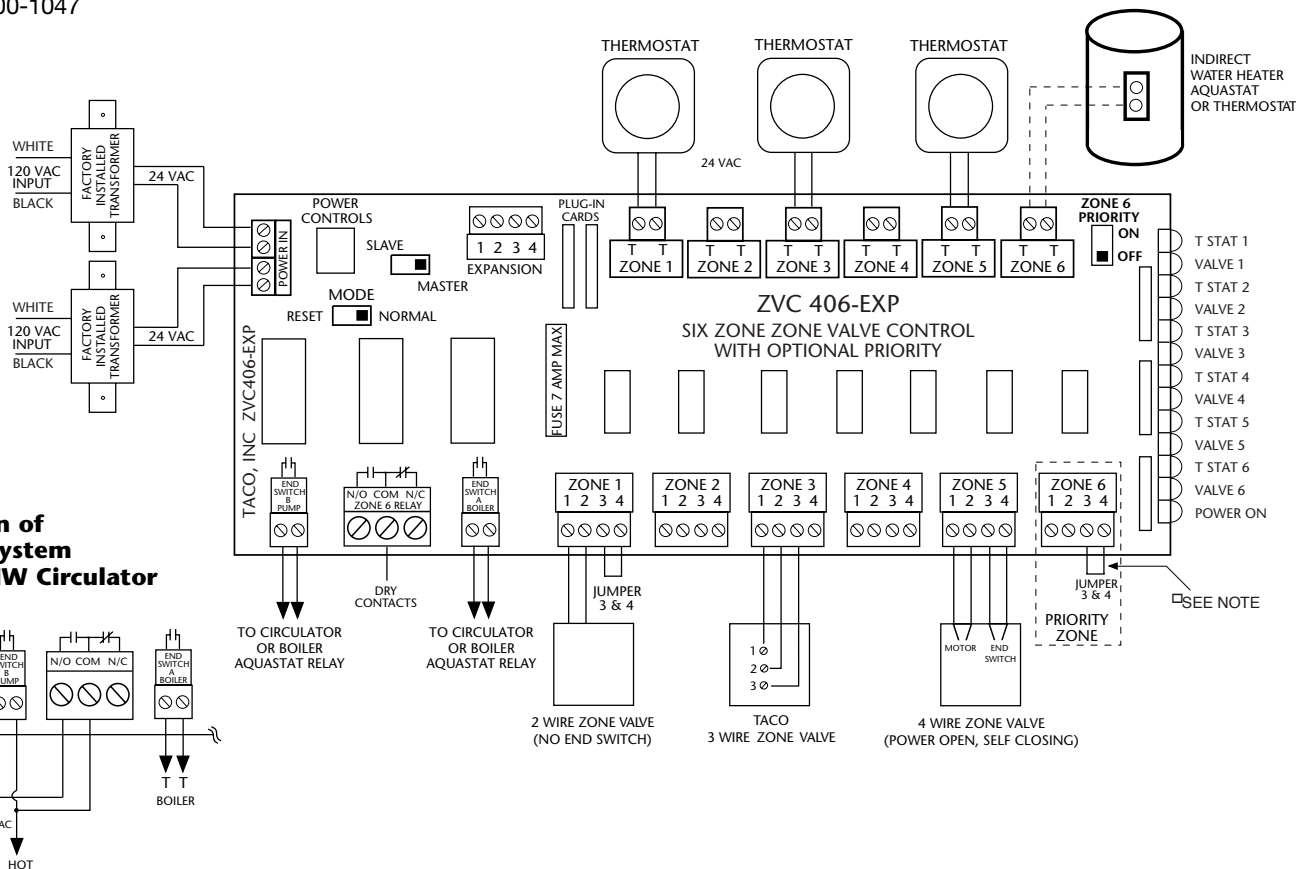 00-1047
THERMOSTAT
THERMOSTAT
THERMOSTAT
INDIRECT
WATER HEATER
AQUASTAT
OR THERMOSTAT
WHITE
120 VAC
INPUT
BLACK
FACTORY
INSTALLED
TRANSFORMER
24 VAC
24 VAC
WHITE
120 VAC
INPUT
BLACK
FACTORY
INSTALLED
TRANSFORMER
24 VAC
POWER IN
POWER
CONTROLS
SLAVE
MASTER
MODE
RESET
NORMAL
1 2 3 4
EXPANSION
PLUG-IN
CARDS
T T
ZONE 1
T T
ZONE 2
T T
ZONE 3
T T
ZONE 4
T T
ZONE 5
T T
ZONE 6
ZONE 6
PRIORITY
ON
OFF
T STAT 1
VALVE 1
T STAT 2
VALVE 2
T STAT 3
VALVE 3
T STAT 4
VALVE 4
T STAT 5
VALVE 5
T STAT 6
VALVE 6
POWER ON
ZVC 406-EXP
SIX ZONE ZONE VALVE CONTROL
WITH OPTIONAL PRIORITY
TACO, INC ZVC406-EXP
FUSE 7 AMP MAX
END
SWITCH
B
PUMP
N/O COM N/C
ZONE 6 RELAY
END
SWITCH
A
BOILER
ZONE 1
1 2 3 4
ZONE 2
1 2 3 4
ZONE 3
1 2 3 4
ZONE 4
1 2 3 4
ZONE 5
1 2 3 4
ZONE 6
1 2 3 4
TO CIRCULATOR
OR BOILER
AQUASTAT RELAY
DRY
CONTACTS
TO CIRCULATOR
OR BOILER
AQUASTAT RELAY
JUMPER
3 & 4
2 WIRE ZONE VALVE
(NO END SWITCH)
1
2
3
TACO
3 WIRE ZONE VALVE
MOTOR
END
SWITCH
4 WIRE ZONE VALVE
(POWER OPEN, SELF CLOSING)
JUMPER
3 & 4
PRIORITY
ZONE
SEE NOTE
n of
ystem
W Circulator
END
WITCH
B
UMP
N/O COM N/C
END
SWITCH
A
BOILER
T T
BOILER
AC
HOT